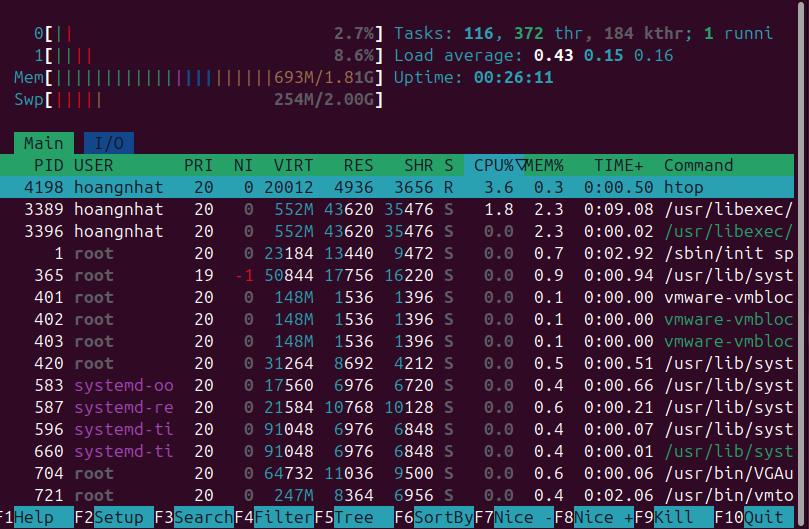 0[|| 2.7%] Tasks: 116, 372 thr, 184 kthr; 1 runni
1[|||| 8.6%] Load average: 0.43 0.15 0.16
Mem[||||||||||||||||||||||693M/1.81G] Uptime: 00:26:11
Swp[||||| 254M/2.00G]
Main I/O
PID USER PRI NI VIRT RES SHR S CPU%▽MEM% TIME+ Command
4198 hoangnhat 20 0 20012 4936 3656 R 3.6 0.3 0:00.50 htop
3389 hoangnhat 20 0 552M 43620 35476 S 1.8 2.3 0:09.08 /usr/libexec/
3396 hoangnhat 20 0 552M 43620 35476 S 0.0 2.3 0:00.02 /usr/libexec/
1 root 20 0 23184 13440 9472 S 0.0 0.7 0:02.92 /sbin/init sp
365 root 19 -1 50844 17756 16220 S 0.0 0.9 0:00.94 /usr/lib/syst
401 root 20 0 148M 1536 1396 S 0.0 0.1 0:00.00 vmware-vmbloc
402 root 20 0 148M 1536 1396 S 0.0 0.1 0:00.00 vmware-vmbloc
403 root 20 0 148M 1536 1396 S 0.0 0.1 0:00.00 vmware-vmbloc
420 root 20 0 31264 8692 4212 S 0.0 0.5 0:00.51 /usr/lib/syst
583 systemd-oo 20 0 17560 6976 6720 S 0.0 0.4 0:00.66 /usr/lib/syst
587 systemd-re 20 0 21584 10768 10128 S 0.0 0.6 0:00.21 /usr/lib/syst
596 systemd-ti 20 0 91048 6976 6848 S 0.0 0.4 0:00.07 /usr/lib/syst
660 systemd-ti 20 0 91048 6976 6848 S 0.0 0.4 0:00.00 /usr/lib/syst
704 root 20 0 64732 11036 9500 S 0.0 0.6 0:00.06 /usr/bin/VGAu
721 root 20 0 247M 8364 6956 S 0.0 0.4 0:02.06 /usr/bin/vmto
F1Help F2Setup F3SearchF4FilterF5Tree F6SortByF7Nice -F8Nice +F9Kill F10Quit